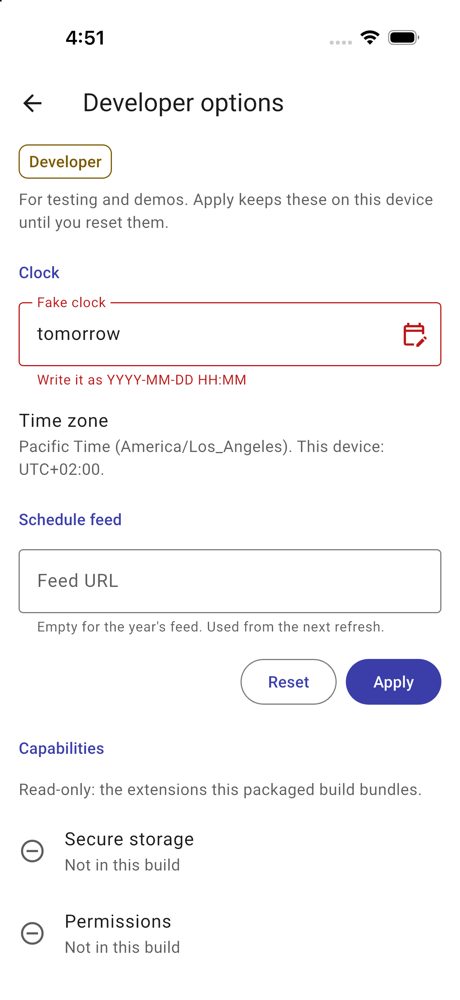 4:51
Developer options
Developer
For testing and demos. Apply keeps these on this device
until you reset them.
Clock
Fake clock
tomorrow
Write it as YYYY-MM-DD HH:MM
Time zone
Pacific Time (America/Los_Angeles). This device:
UTC+02:00.
Schedule feed
Feed URL
Empty for the year's feed. Used from the next refresh.
Reset
Apply
Capabilities
Read-only: the extensions this packaged build bundles.
Secure storage
Not in this build
Permissions
Not in this build